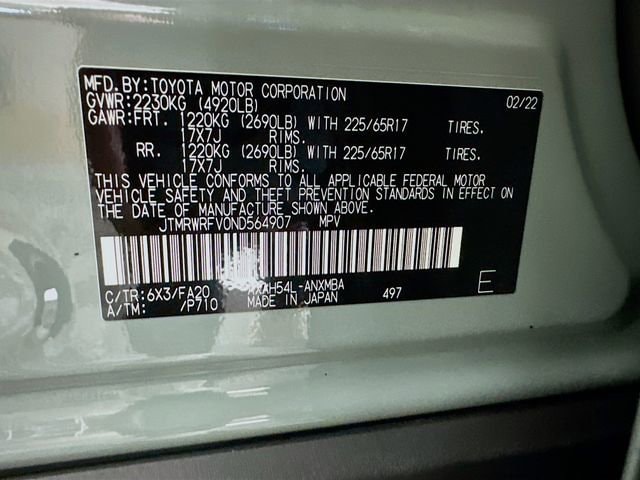 MFD. BY: TOYOTA MOTOR CORPORATION 02/22
GVWR: 2230KG (4920LB)
GAWR: FRT. 1220KG (2690LB) WITH 225/65R17 TIRES.
17X7J RIMS.
RR. 1220KG (2690LB) WITH 225/65R17 TIRES.
17X7J RIMS.
THIS VEHICLE CONFORMS TO ALL APPLICABLE FEDERAL MOTOR
VEHICLE SAFETY AND THEFT PREVENTION STANDARDS IN EFFECT ON
THE DATE OF MANUFACTURE SHOWN ABOVE.
JTMRWRFV0ND564907 MPV
C/TR: 6X3/FA20 AXAH54L-ANXMBA 497 E
A/TM: /P710 MADE IN JAPAN